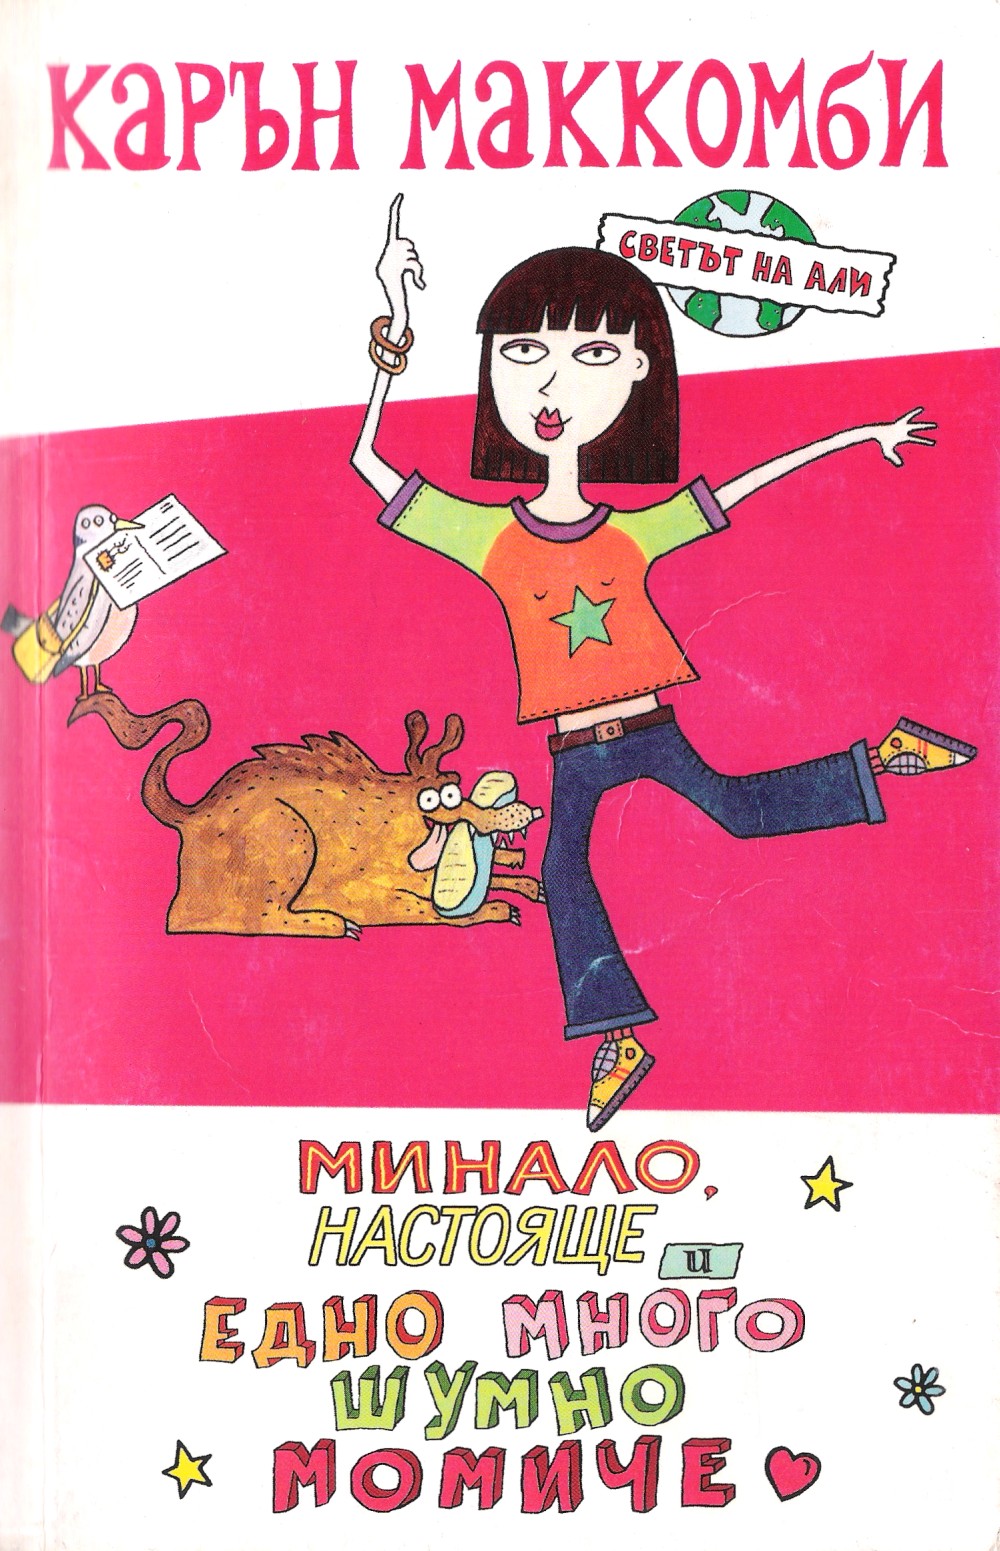 КАРЪН МАККОМБИ
СВЕТЪТ НА АЛИ
МИНАЛО,
НАСТОЯЩЕ и
ЕДНО МНОГО
ШУМНО
МОМИЧЕ